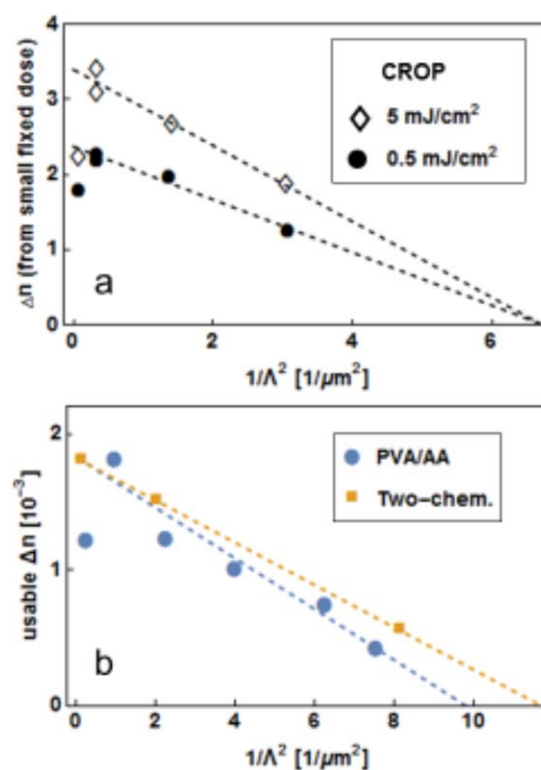 4
3
2
1
0
Δn (from small fixed dose)
CROP
5 mJ/cm²
0.5 mJ/cm²
a
0 2 4 6
1/Λ² [1/μm²]
2
1
0
usable Δn [10⁻³]
PVA/AA
Two-chem.
b
0 2 4 6 8 10
1/Λ² [1/μm²]